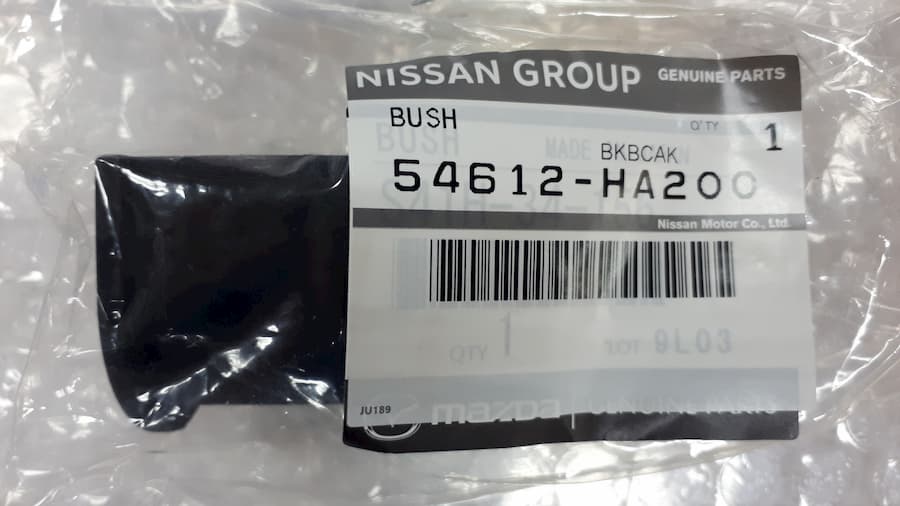 NISSAN GROUP GENUINE PARTS
BUSH
Q'TY 1
BKBCAK
54612-HA200
Nissan Motor Co., Ltd.
QTY 1 LOT 9L03
JU189
mazda GENUINE PARTS